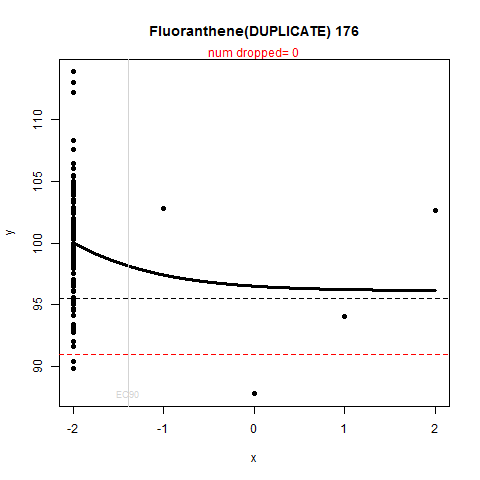 Fluoranthene(DUPLICATE) 176
num dropped= 0
110
105
100
95
90
y
EC90
-2
-1
0
1
2
x